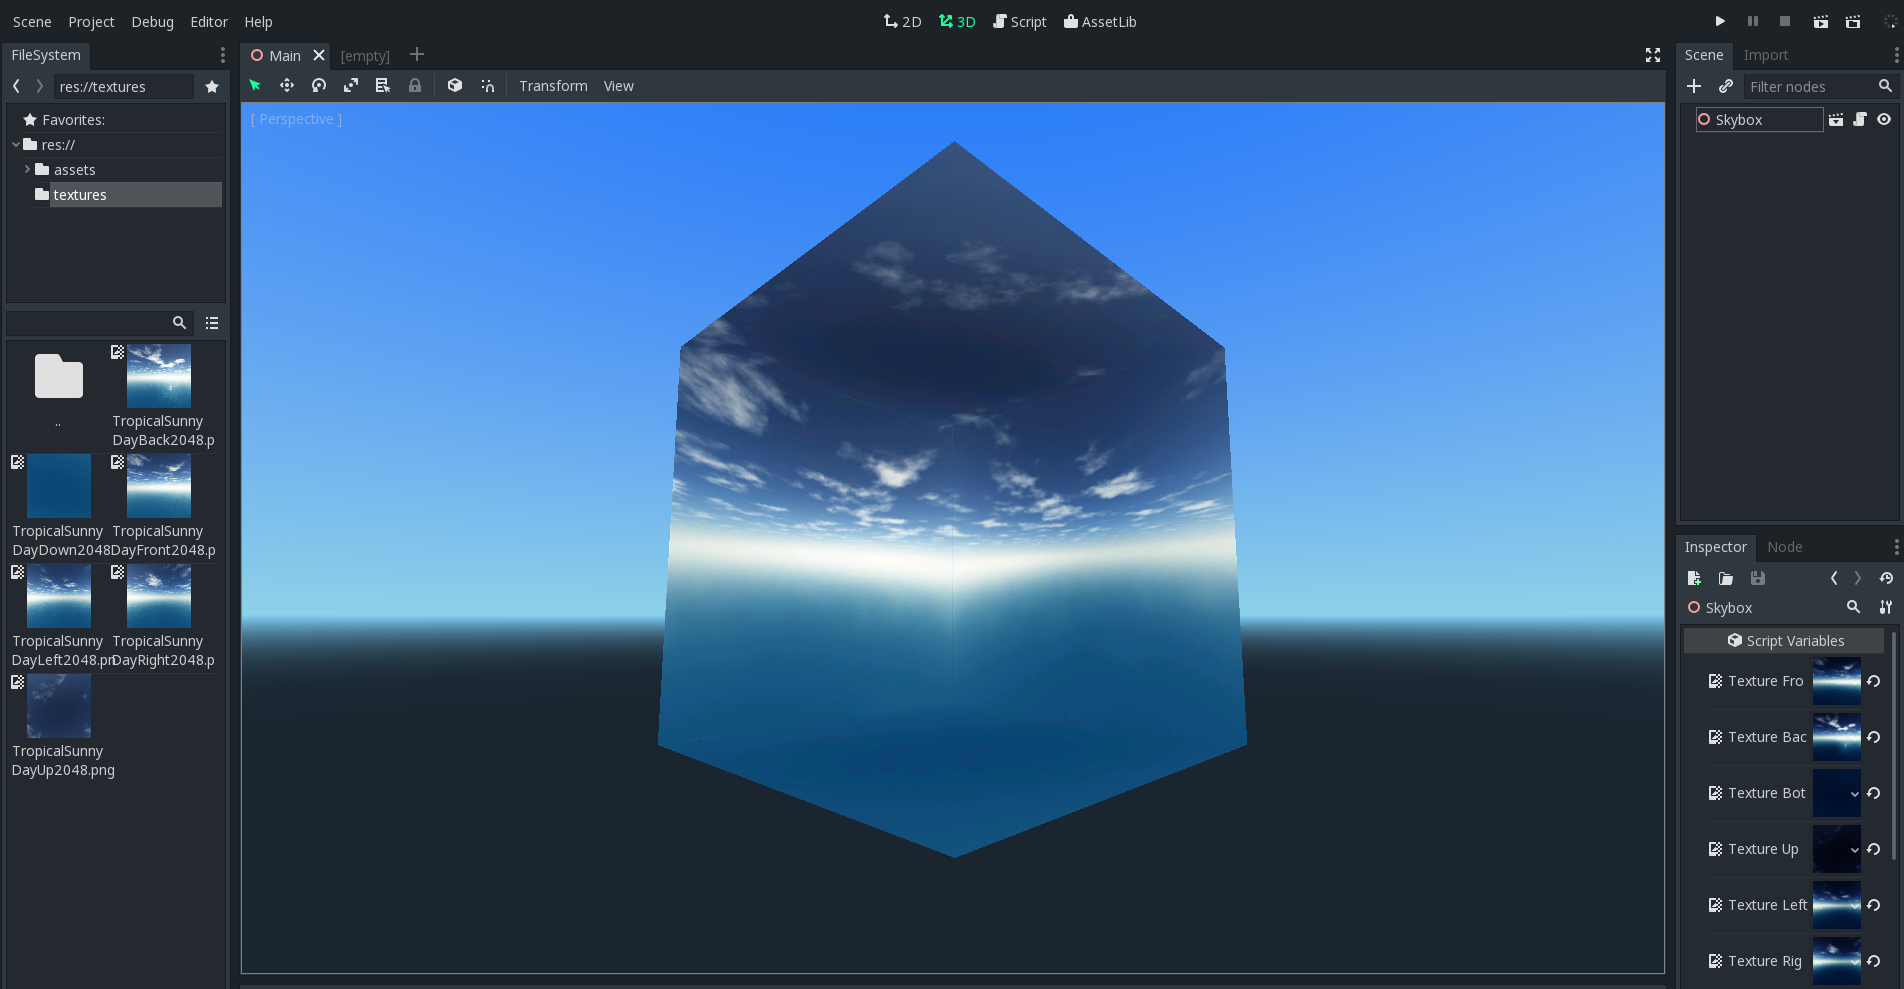 Scene Project Debug Editor Help
2D 3D Script AssetLib
FileSystem
res://textures
Favorites:
res://
assets
textures
..
TropicalSunny
DayBack2048.p
TropicalSunny
DayDown2048
TropicalSunny
DayFront2048.p
TropicalSunny
DayLeft2048.pn
TropicalSunny
DayRight2048.p
TropicalSunny
DayUp2048.png
Main [empty]
Transform View
[ Perspective ]
Scene Import
Filter nodes
Skybox
Inspector Node
Skybox
Script Variables
Texture Fro
Texture Bac
Texture Bot
Texture Up
Texture Left
Texture Rig